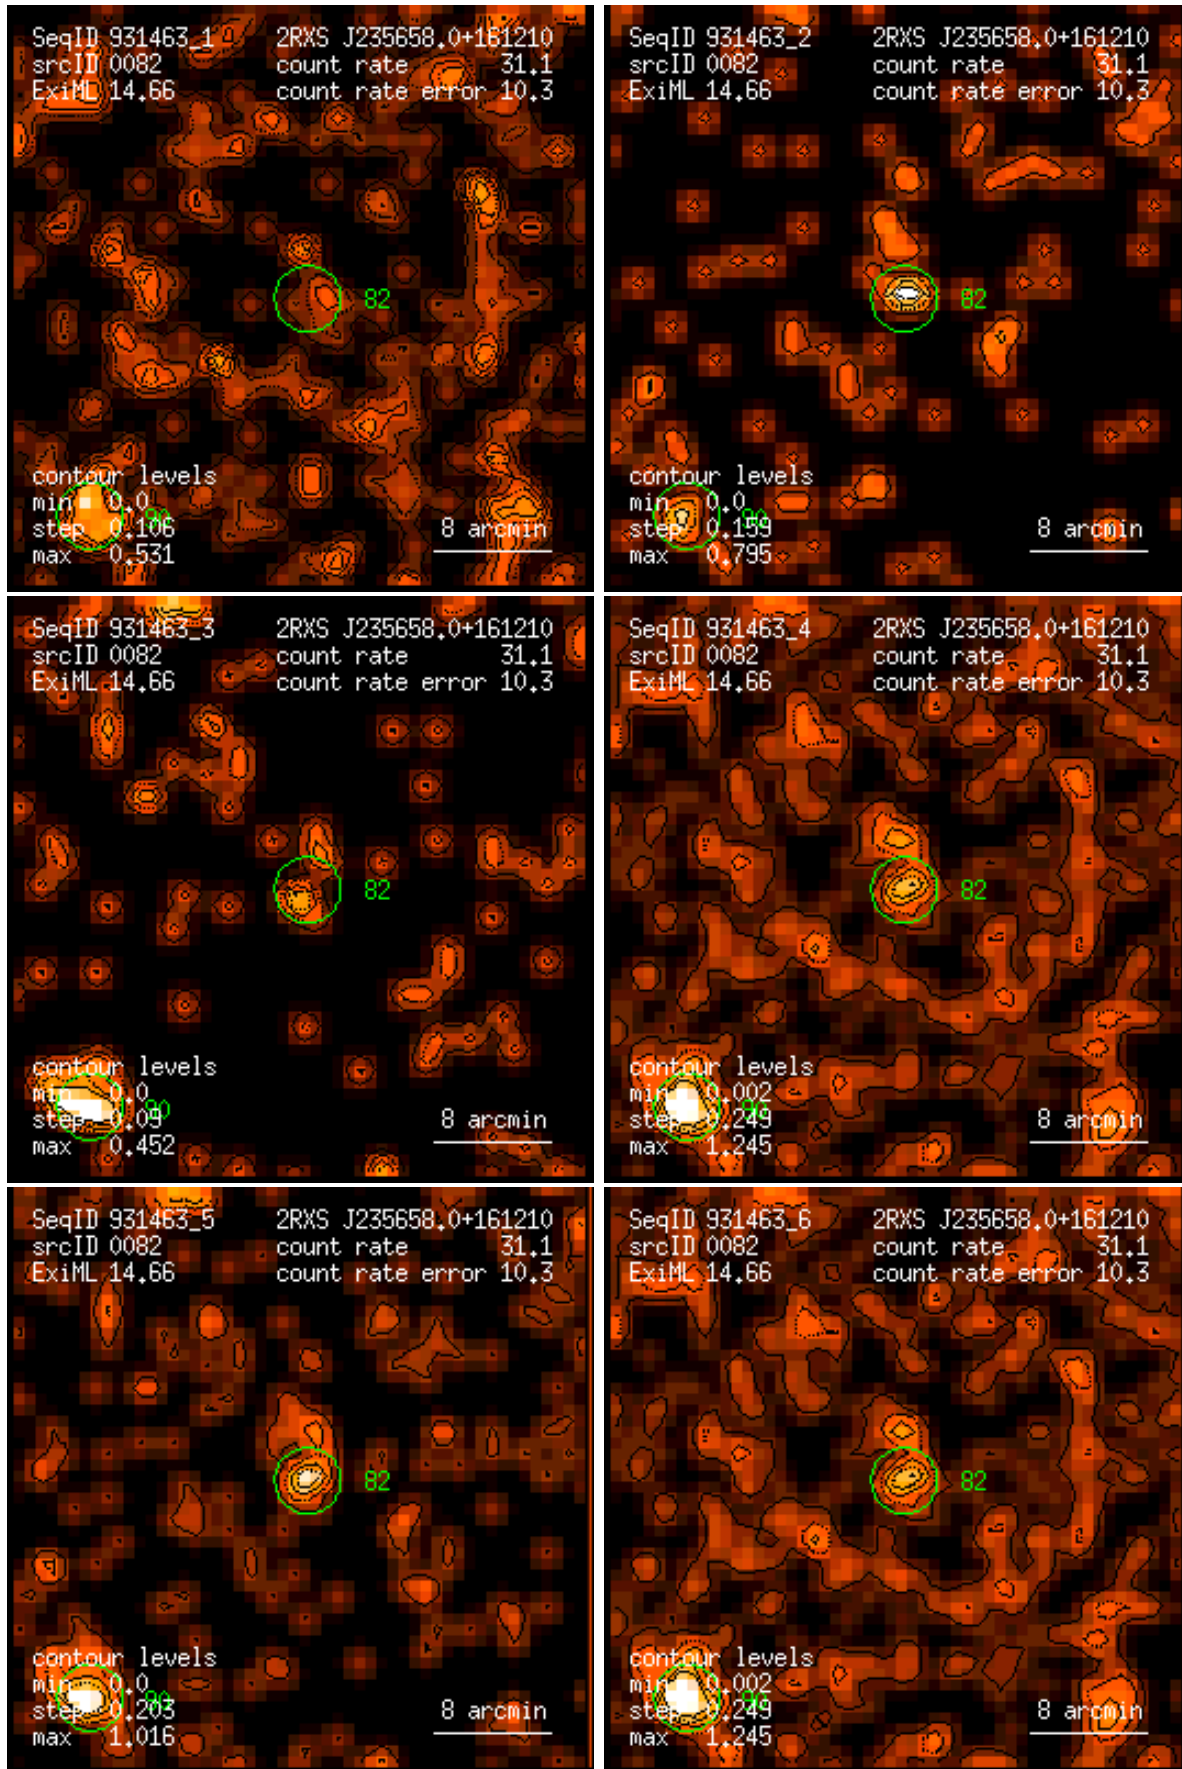 SeqID 931463_1 2RXS J235658.0+161210
srcID 0082 count rate 31.1
ExiML 14.66 count rate error 10.3
82
contour levels
min 0.0
90
step 0.106
8 arcmin
max 0.531
SeqID 931463_2 2RXS J235658.0+161210
srcID 0082 count rate 31.1
ExiML 14.66 count rate error 10.3
82
contour levels
min 0.0
90
step 0.159
8 arcmin
max 0.795
SeqID 931463_3 2RXS J235658.0+161210
srcID 0082 count rate 31.1
ExiML 14.66 count rate error 10.3
82
contour levels
min 0.0
90
step 0.09
8 arcmin
max 0.452
SeqID 931463_4 2RXS J235658.0+161210
srcID 0082 count rate 31.1
ExiML 14.66 count rate error 10.3
82
contour levels
min 0.002
90
step 0.249
8 arcmin
max 1.245
SeqID 931463_5 2RXS J235658.0+161210
srcID 0082 count rate 31.1
ExiML 14.66 count rate error 10.3
82
contour levels
min 0.0
90
step 0.203
8 arcmin
max 1.016
SeqID 931463_6 2RXS J235658.0+161210
srcID 0082 count rate 31.1
ExiML 14.66 count rate error 10.3
82
contour levels
min 0.002
90
step 0.249
8 arcmin
max 1.245